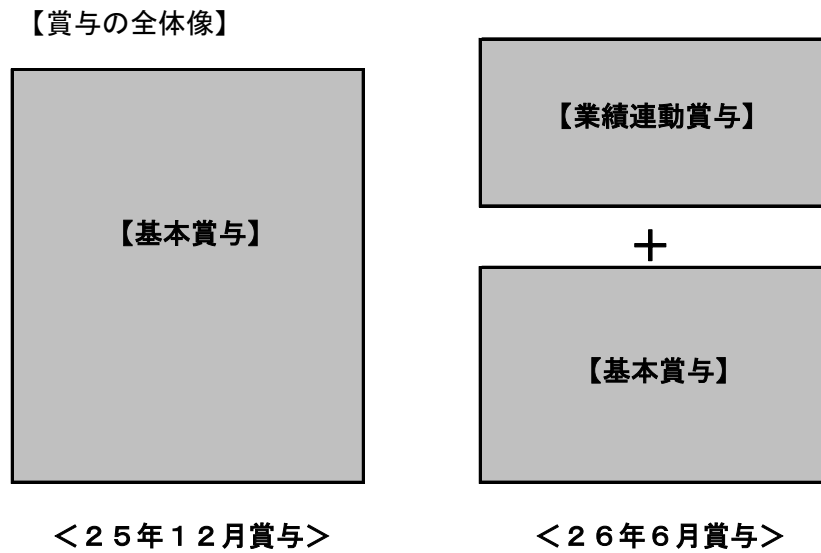 【賞与の全体像】
【基本賞与】
＜２５年１２月賞与＞
【業績連動賞与】
＋
【基本賞与】
＜２６年６月賞与＞